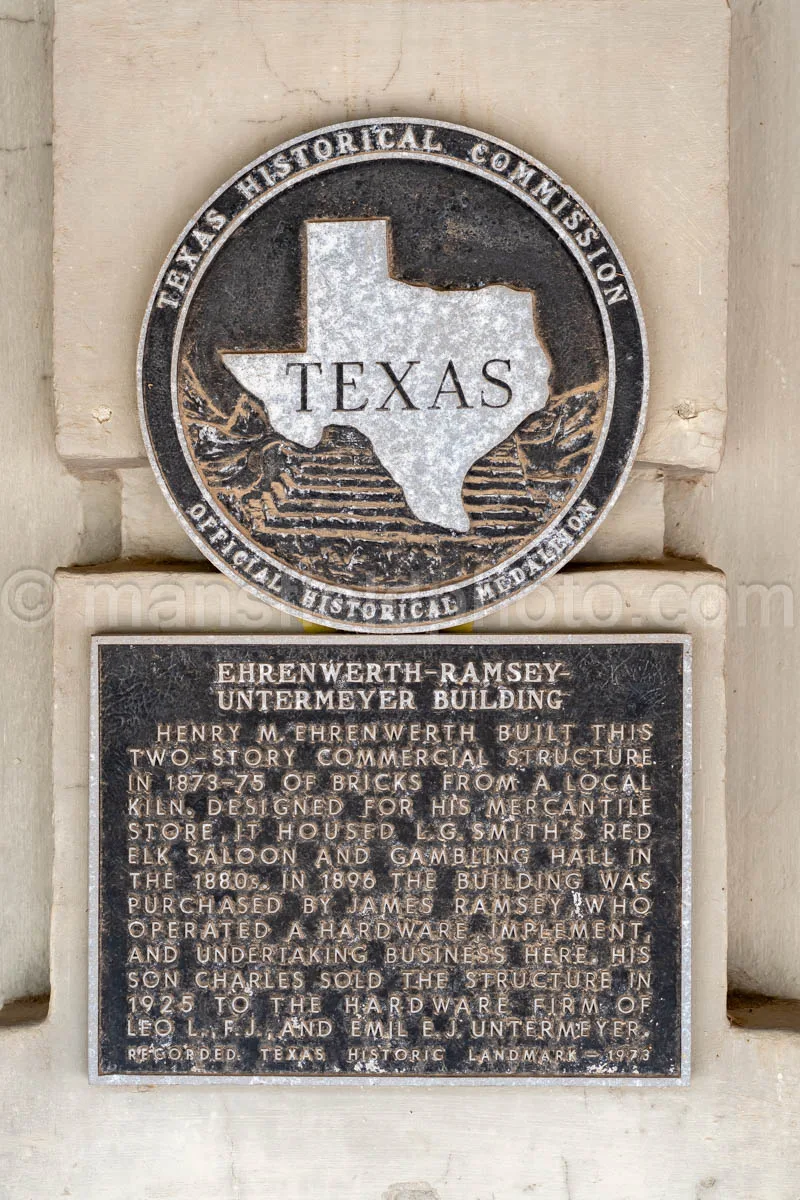 TEXAS HISTORICAL COMMISSION
TEXAS
OFFICIAL HISTORICAL MEDALLION
© mansfieldphoto.com
EHRENWERTH-RAMSEY-
UNTERMEYER BUILDING
HENRY M. EHRENWERTH BUILT THIS
TWO-STORY COMMERCIAL STRUCTURE
IN 1873-75 OF BRICKS FROM A LOCAL
KILN. DESIGNED FOR HIS MERCANTILE
STORE, IT HOUSED L.G. SMITH'S RED
ELK SALOON AND GAMBLING HALL IN
THE 1880s. IN 1896 THE BUILDING WAS
PURCHASED BY JAMES RAMSEY, WHO
OPERATED A HARDWARE, IMPLEMENT,
AND UNDERTAKING BUSINESS HERE. HIS
SON CHARLES SOLD THE STRUCTURE IN
1925 TO THE HARDWARE FIRM OF
LEO L., F.J., AND EMIL E.J. UNTERMEYER.
RECORDED TEXAS HISTORIC LANDMARK - 1973